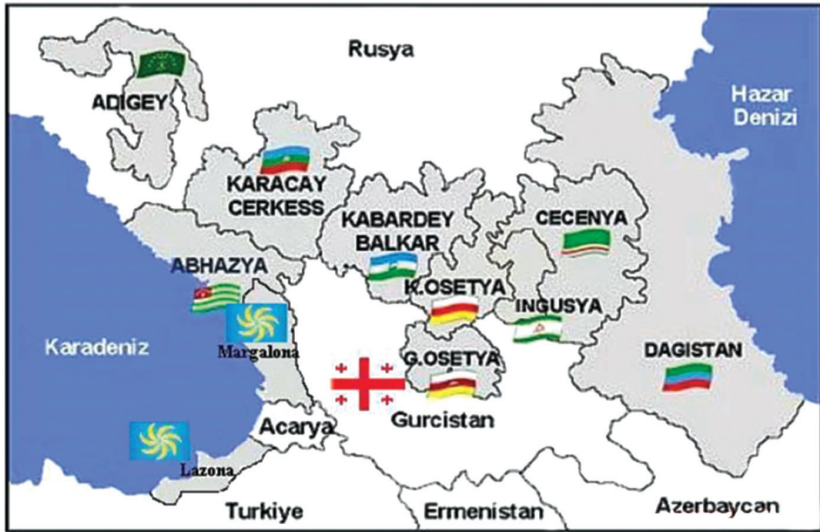 Rusya
Hazar
Denizi
ADIGEY
KARACAY
CERKESS
KABARDEY
BALKAR
CECENYA
ABHAZYA
K.OSETYA
INGUSYA
Karadeniz
Margalona
G.OSETYA
DAGISTAN
Gurcistan
Acarya
Lazona
Turkiye
Ermenistan
Azerbaycan